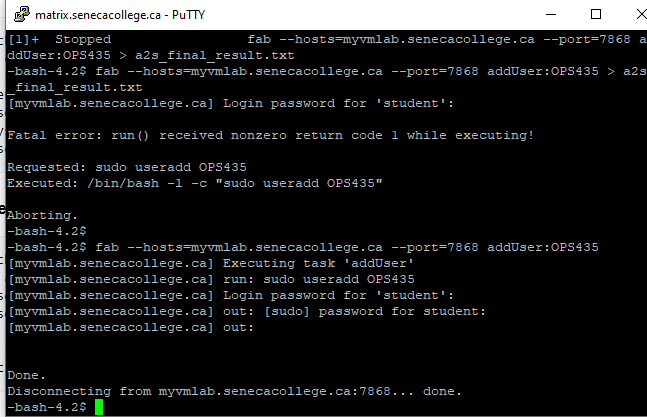 matrix.senecacollege.ca - PuTTY
[1]+  Stopped                 fab --hosts=myvmlab.senecacollege.ca --port=7868 a
ddUser:OPS435 > a2s_final_result.txt
-bash-4.2$ fab --hosts=myvmlab.senecacollege.ca --port=7868 addUser:OPS435 > a2s
_final_result.txt
[myvmlab.senecacollege.ca] Login password for 'student':
Fatal error: run() received nonzero return code 1 while executing!
Requested: sudo useradd OPS435
Executed: /bin/bash -l -c "sudo useradd OPS435"
Aborting.
-bash-4.2$
-bash-4.2$ fab --hosts=myvmlab.senecacollege.ca --port=7868 addUser:OPS435
[myvmlab.senecacollege.ca] Executing task 'addUser'
[myvmlab.senecacollege.ca] run: sudo useradd OPS435
[myvmlab.senecacollege.ca] Login password for 'student':
[myvmlab.senecacollege.ca] out: [sudo] password for student:
[myvmlab.senecacollege.ca] out:
Done.
Disconnecting from myvmlab.senecacollege.ca:7868... done.
-bash-4.2$